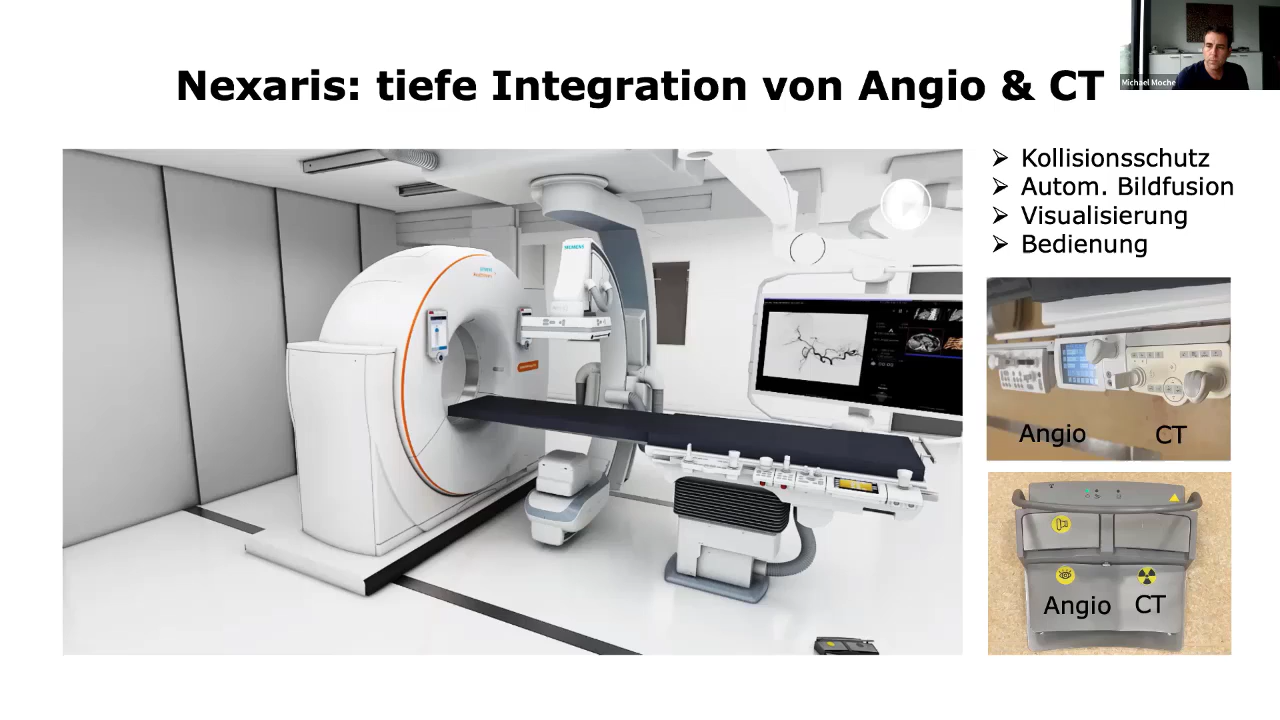 Nexaris: tiefe Integration von Angio & CT
Michael Moche
Kollisionsschutz
Autom. Bildfusion
Visualisierung
Bedienung
SIEMENS
Angio
CT
Angio
CT